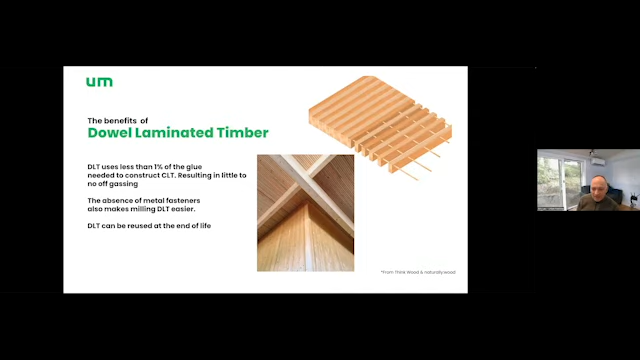 um
The benefits of
Dowel Laminated Timber
DLT uses less than 1% of the glue
needed to construct CLT. Resulting in little to
no off gassing
The absence of metal fasteners
also makes milling DLT easier.
DLT can be reused at the end of life
*From Think Wood & naturally:wood